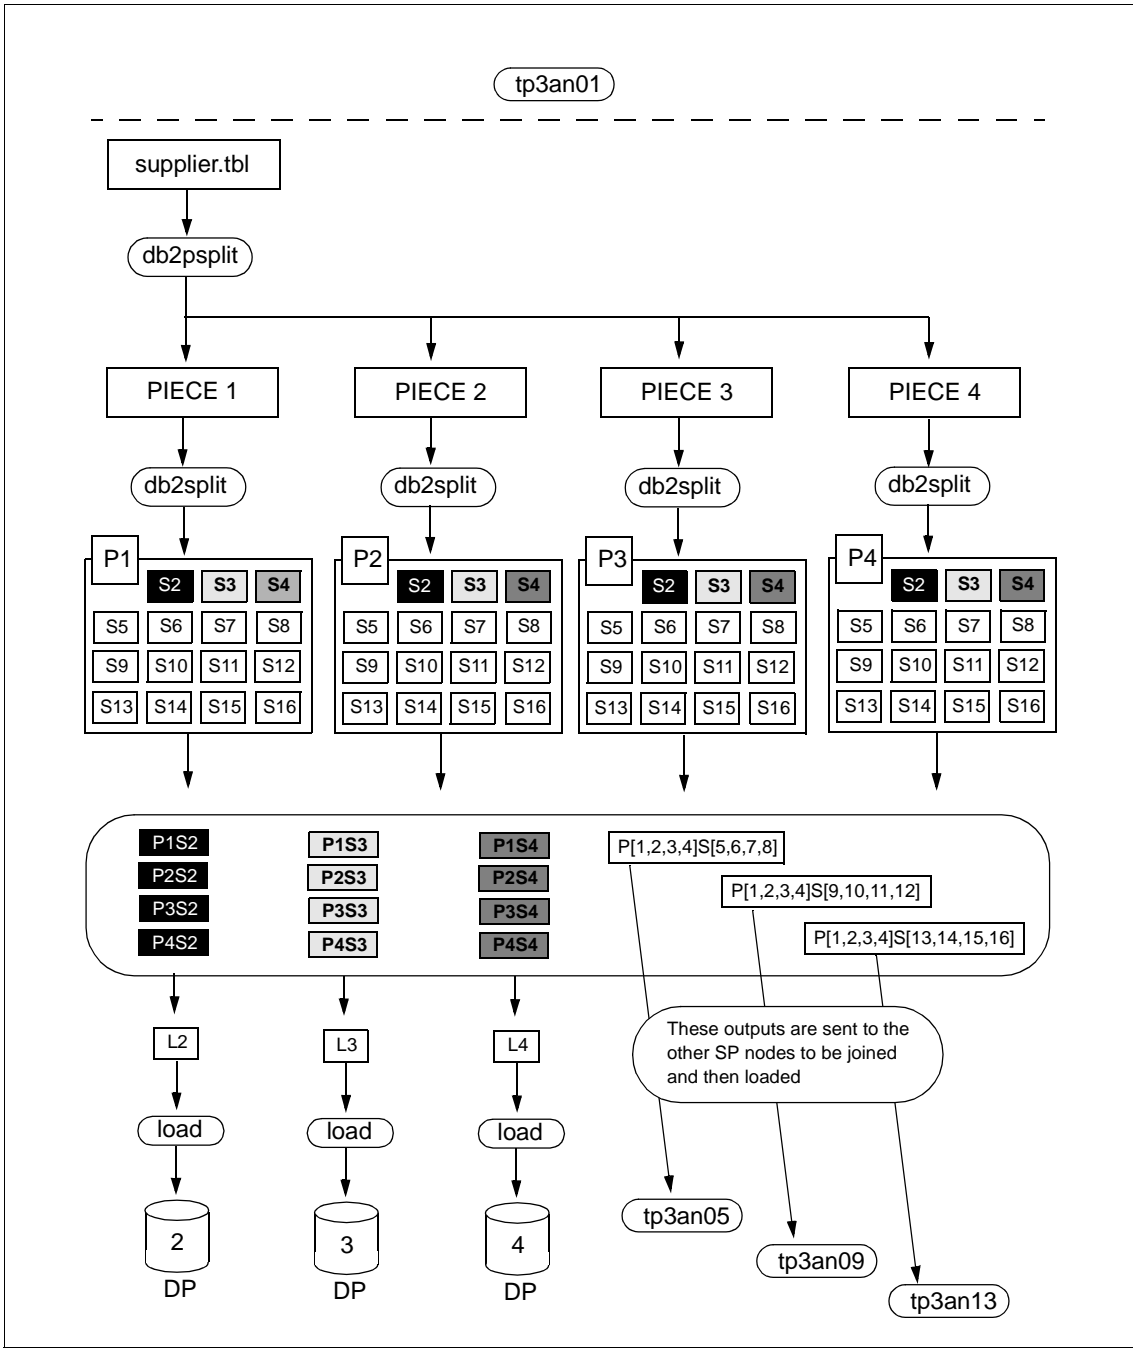 tp3an01
supplier.tbl
db2psplit
PIECE 1
PIECE 2
PIECE 3
PIECE 4
db2split
db2split
db2split
db2split
P1
S2 S3 S4
S5 S6 S7 S8
S9 S10 S11 S12
S13 S14 S15 S16
P2
S2 S3 S4
S5 S6 S7 S8
S9 S10 S11 S12
S13 S14 S15 S16
P3
S2 S3 S4
S5 S6 S7 S8
S9 S10 S11 S12
S13 S14 S15 S16
P4
S2 S3 S4
S5 S6 S7 S8
S9 S10 S11 S12
S13 S14 S15 S16
P1S2
P2S2
P3S2
P4S2
P1S3
P2S3
P3S3
P4S3
P1S4
P2S4
P3S4
P4S4
P[1,2,3,4]S[5,6,7,8]
P[1,2,3,4]S[9,10,11,12]
P[1,2,3,4]S[13,14,15,16]
L2
L3
L4
These outputs are sent to the
other SP nodes to be joined
and then loaded
load
load
load
2
DP
3
DP
4
DP
tp3an05
tp3an09
tp3an13